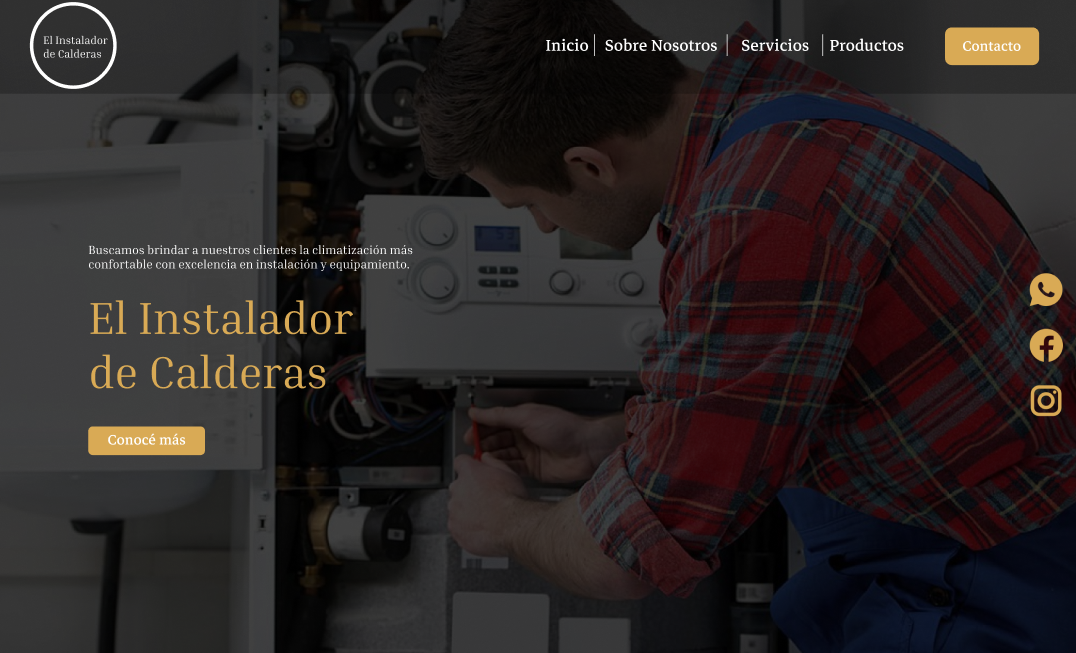 El Instalador
de Calderas
Inicio
Sobre Nosotros
Servicios
Productos
Contacto
Buscamos brindar a nuestros clientes la climatización más
confortable con excelencia en instalación y equipamiento.
El Instalador
de Calderas
Conocé más